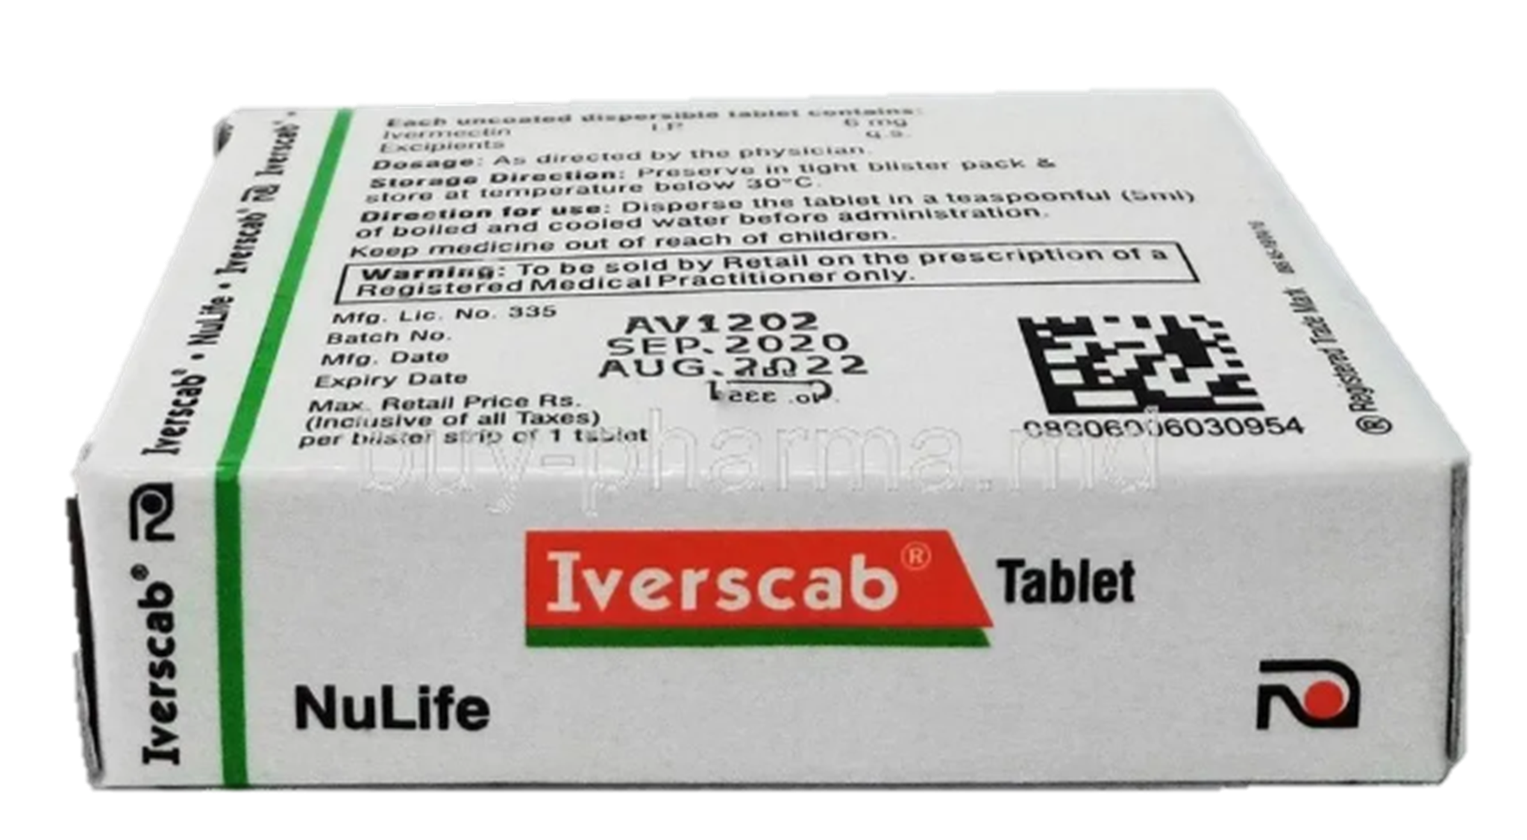 Each uncoated dispersible tablet contains:
Ivermectin I.P. 6 mg
Excipients q.s.
Dosage: As directed by the physician.
Storage Direction: Preserve in tight blister pack &
store at temperature below 30°C.
Direction for use: Disperse the tablet in a teaspoonful (5ml)
of boiled and cooled water before administration.
Keep medicine out of reach of children.
Warning: To be sold by Retail on the prescription of a
Registered Medical Practitioner only.
Mfg. Lic. No. 335
Batch No. AV1202
Mfg. Date SEP.2020
Expiry Date AUG.2022
Max. Retail Price Rs.
(Inclusive of all Taxes)
per blister strip of 1 tablet
08906006030954
® Registered Trade Mark
Iverscab® • NuLife • Iverscab® Iverscab® •
Iverscab®
buy-pharma.md
Iverscab® Tablet
NuLife